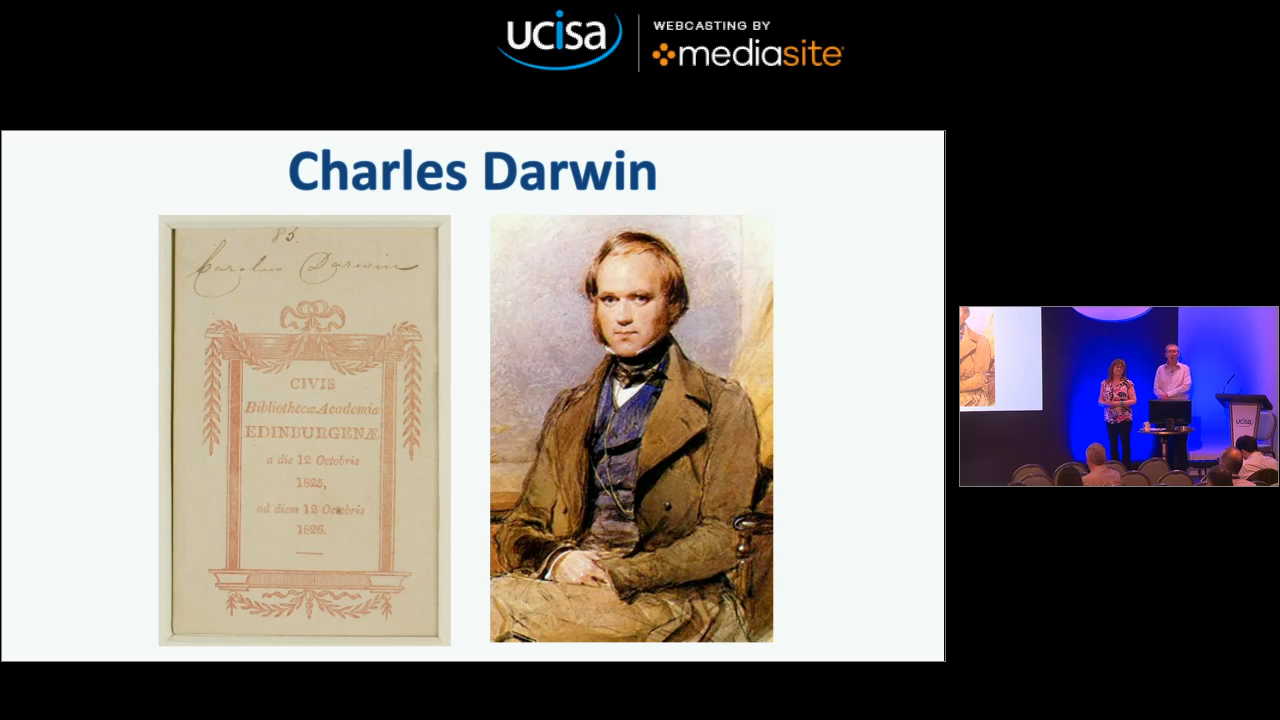 ucisa
WEBCASTING BY
mediasite
Charles Darwin
85.
Carolus Darwin
CIVIS
Bibliothecæ Academiæ
EDINBURGENÆ
a die 12 Octobris
1825,
ad diem 12 Octobris
1826.
ucisa